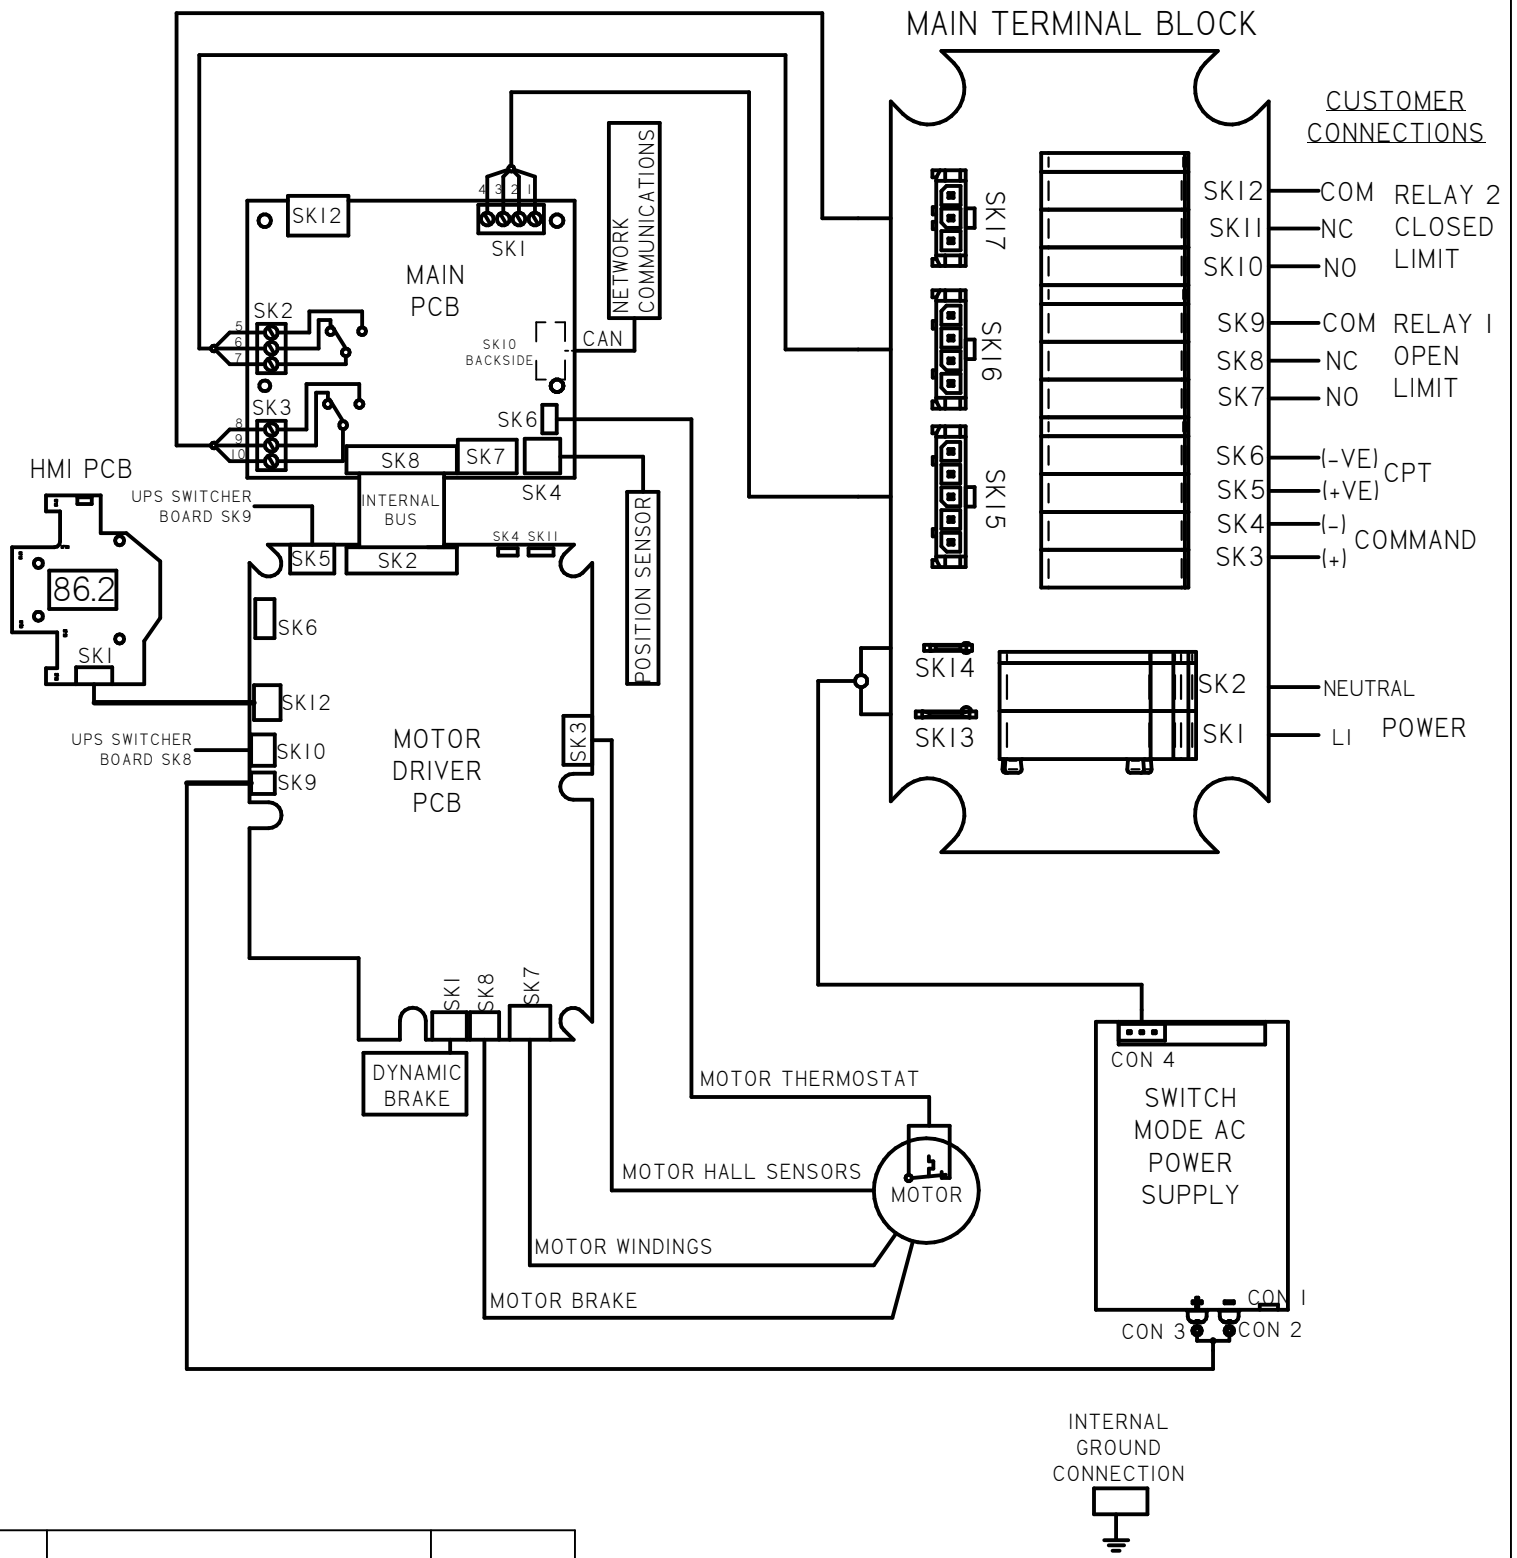 MAIN TERMINAL BLOCK
CUSTOMER
CONNECTIONS
SK12
COM
RELAY 2
SK11
NC
CLOSED
SK10
NO
LIMIT
SK9
COM
RELAY 1
SK8
NC
OPEN
SK7
NO
LIMIT
SK6
(-VE)
CPT
SK5
(+VE)
SK4
(-)
COMMAND
SK3
(+)
SK2
NEUTRAL
SK1
L1
POWER
SK17
SK16
SK15
SK14
SK13
NETWORK
COMMUNICATIONS
4 3 2 1
SK12
SK1
MAIN
PCB
SK2
5
6
7
SK10
BACKSIDE
CAN
SK3
8
9
10
SK6
SK8
SK7
SK4
HMI PCB
UPS SWITCHER
BOARD SK9
INTERNAL
BUS
SK4 SK11
SK5
SK2
POSITION SENSOR
86.2
SK1
SK6
SK12
UPS SWITCHER
BOARD SK8
SK10
SK9
MOTOR
DRIVER
PCB
SK3
SK1
SK8
SK7
DYNAMIC
BRAKE
MOTOR THERMOSTAT
MOTOR HALL SENSORS
MOTOR
MOTOR WINDINGS
MOTOR BRAKE
CON 4
SWITCH
MODE AC
POWER
SUPPLY
+ -
CON 1
CON 3
CON 2
INTERNAL
GROUND
CONNECTION